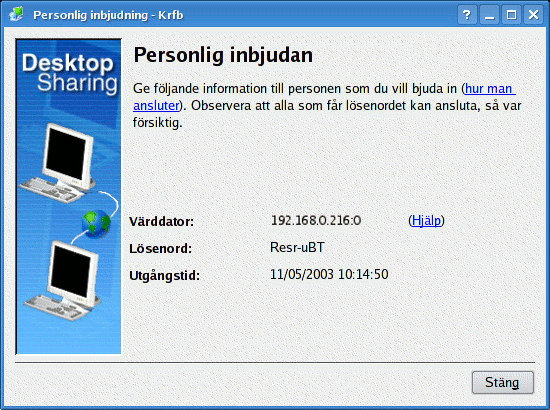 Personlig inbjudning - Krfb
Desktop
Sharing
Personlig inbjudan
Ge följande information till personen som du vill bjuda in (hur man
ansluter). Observera att alla som får lösenordet kan ansluta, så var
försiktig.
Värddator: 192.168.0.216:0 (Hjälp)
Lösenord: Resr-uBT
Utgångstid: 11/05/2003 10:14:50
Stäng